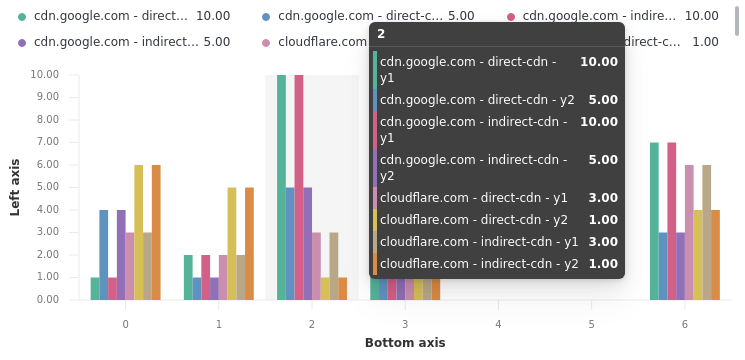 cdn.google.com - direct... 10.00
cdn.google.com - direct-c... 5.00
cdn.google.com - indire... 10.00
cdn.google.com - indirect... 5.00
cloudflare.com
direct-c... 1.00
2
cdn.google.com - direct-cdn - 10.00
y1
cdn.google.com - direct-cdn - y2 5.00
cdn.google.com - indirect-cdn - 10.00
y1
cdn.google.com - indirect-cdn - 5.00
y2
cloudflare.com - direct-cdn - y1 3.00
cloudflare.com - direct-cdn - y2 1.00
cloudflare.com - indirect-cdn - y1 3.00
cloudflare.com - indirect-cdn - y2 1.00
Left axis
10.00
9.00
8.00
7.00
6.00
5.00
4.00
3.00
2.00
1.00
0.00
0 1 2 3 4 5 6
Bottom axis